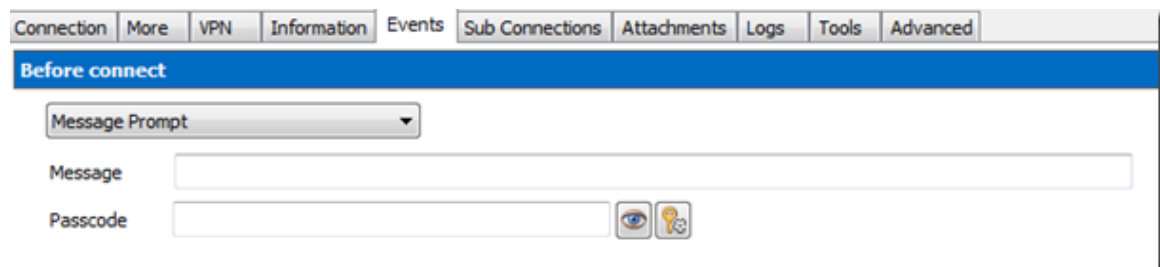 Connection More VPN Information Events Sub Connections Attachments Logs Tools Advanced
Before connect
Message Prompt
Message
Passcode